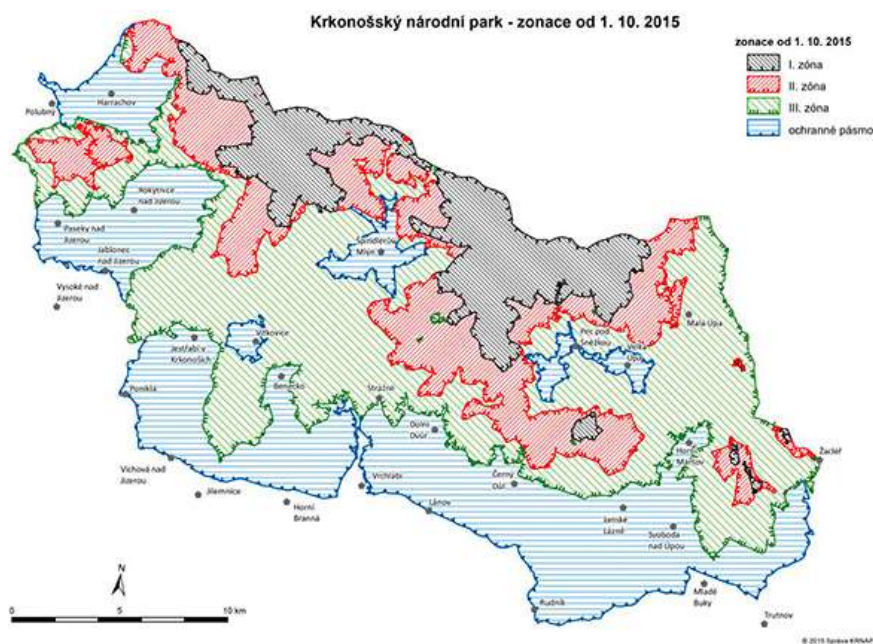 Krkonošský národní park - zonace od 1. 10. 2015
zonace od 1. 10. 2015
I. zóna
II. zóna
III. zóna
ochranné pásmo
Harrachov
Polubný
Rokytnice
nad Jizerou
Paseky nad
Jizerou
Jablonec
nad Jizerou
Vysoké nad
Jizerou
Špindlerův
Mlýn
Malá Úpa
Pec pod
Sněžkou
Velká
Úpa
Vítkovice
Jestřabí v
Krkonoších
Benecko
Strážné
Poniklá
Dolní
Dvůr
Horní
Maršov
Žacléř
Vichová nad
Jizerou
Jilemnice
Horní
Branná
Vrchlabí
Lánov
Černý
Důl
Janské
Lázně
Svoboda
nad Úpou
Mladé
Buky
Rudník
Trutnov
N
0 5 10 km
© 2015 Správa KRNAP